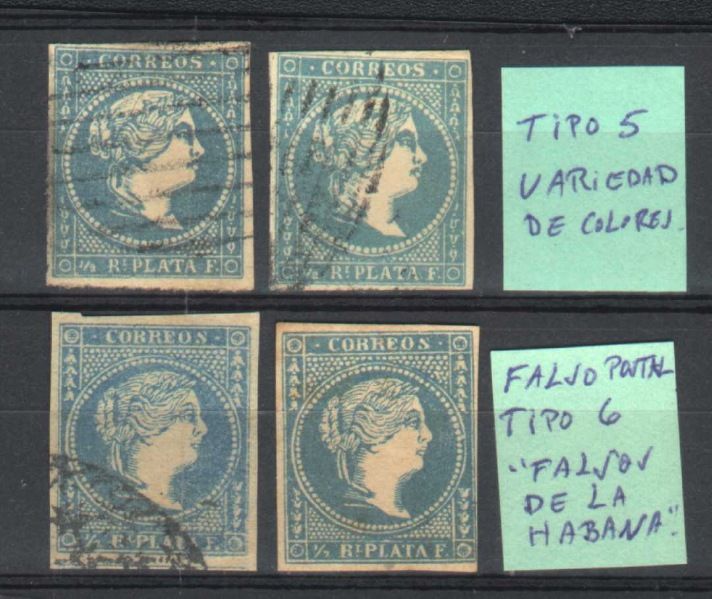 CORREOS
1/2 Rl. PLATA F.
CORREOS
1/2 Rl. PLATA F.
TIPO 5
VARIEDAD
DE COLORES.
CORREOS
1/2 Rl. PLATA F.
CORREOS
1/2 Rl. PLATA F.
FALSO POSTAL
TIPO 6
"FALSOS
DE LA
HABANA".